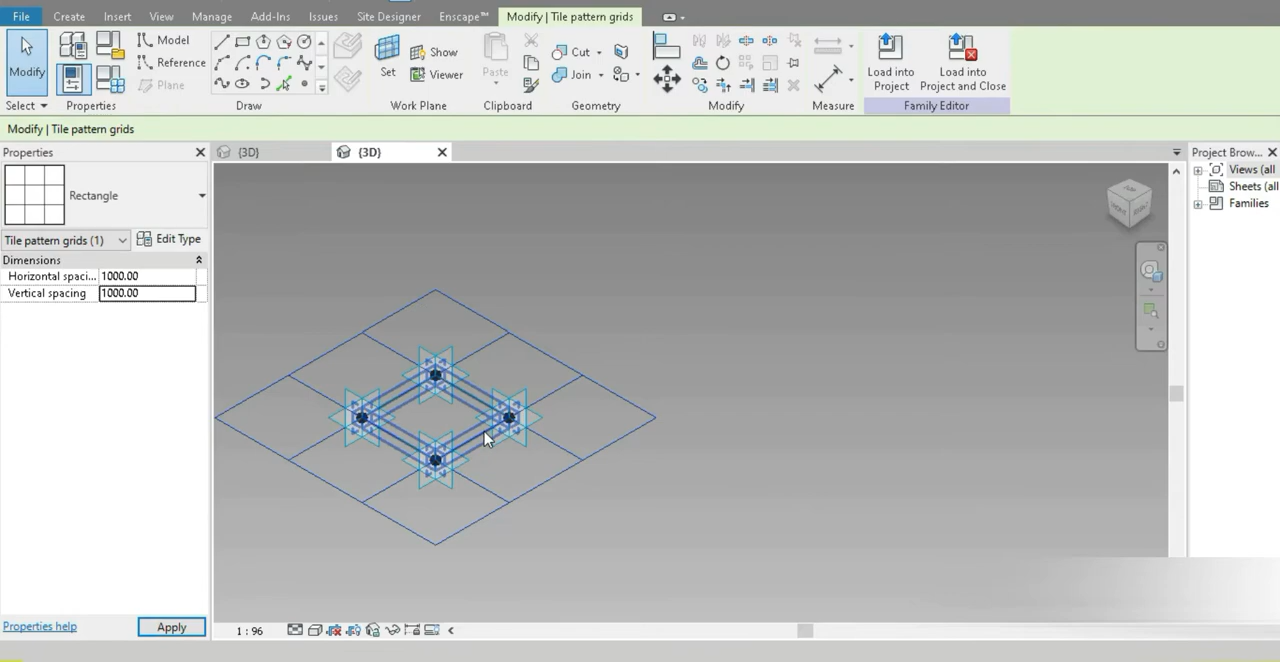 File Create Insert View Manage Add-Ins Issues Site Designer Enscape™ Modify | Tile pattern grids
Modify
Select
Properties
Model
Reference
Plane
Draw
Set
Show
Viewer
Work Plane
Paste
Clipboard
Cut
Join
Geometry
Modify
Measure
Load into
Project
Load into
Project and Close
Family Editor
Modify | Tile pattern grids
Properties
Rectangle
Tile pattern grids (1)
Edit Type
Dimensions
Horizontal spaci... 1000.00
Vertical spacing 1000.00
Properties help
Apply
{3D}
{3D}
1 : 96
Project Brow...
Views (all
Sheets (all
Families